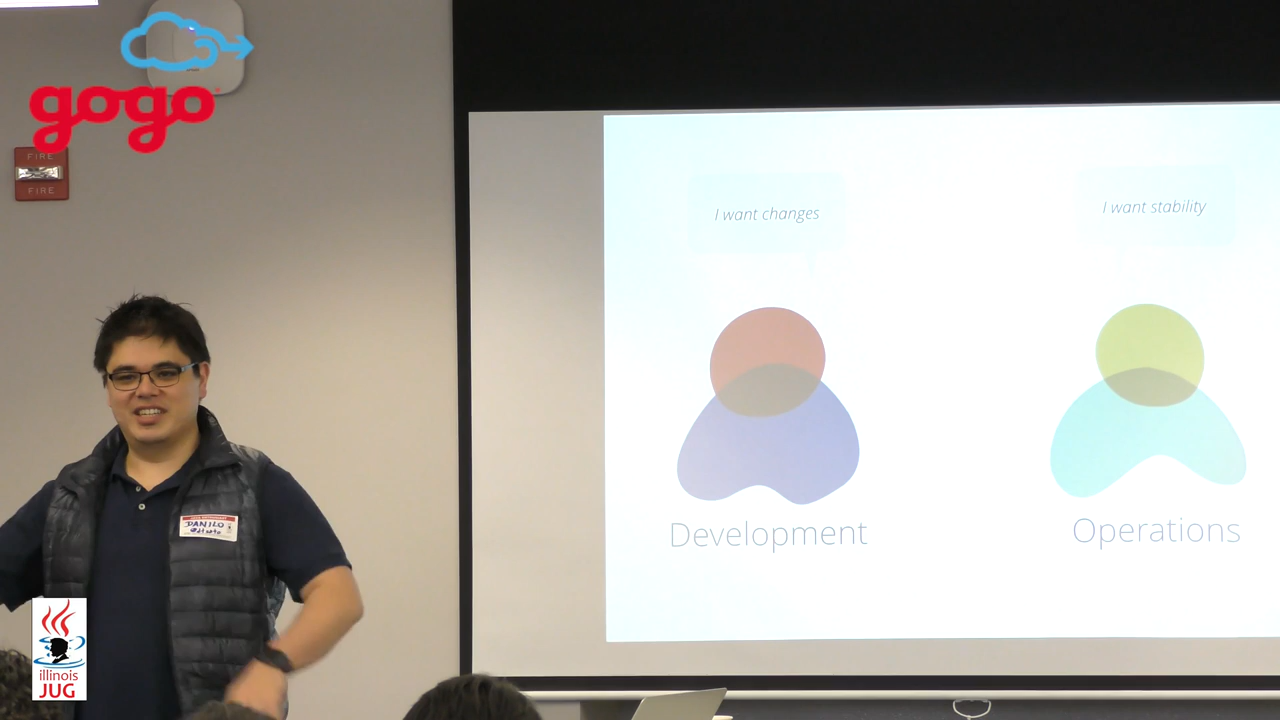 gogo
FIRE
FIRE
I want changes
I want stability
Development
Operations
DANILO
illinois
JUG